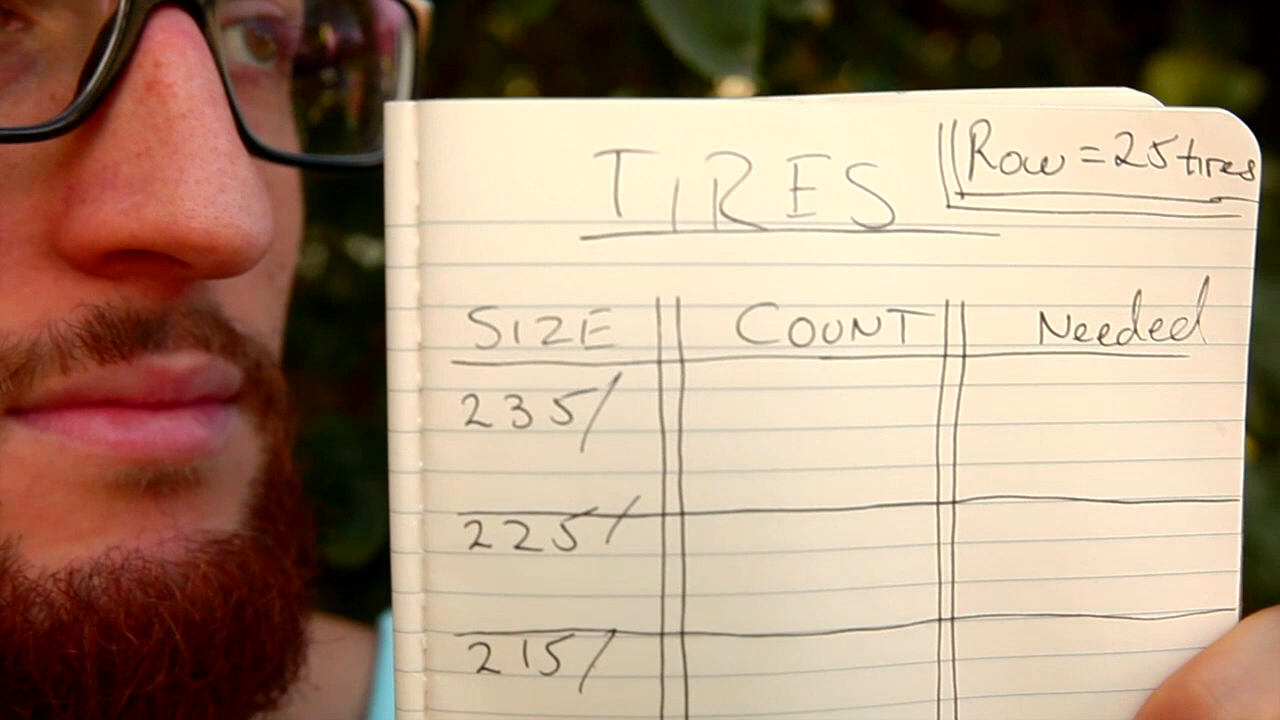 TIRES
Row = 25 tires
SIZE COUNT Needed
235/
225/
215/